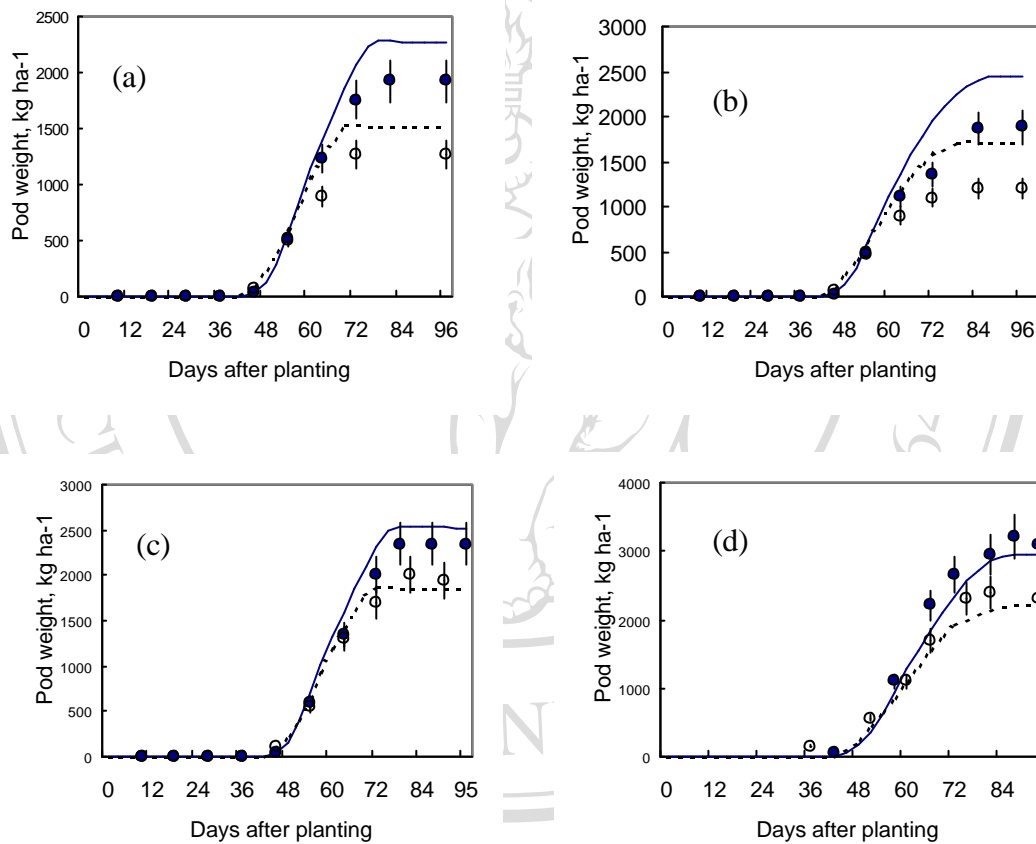 2500
2000
1500
1000
500
0
Pod weight, kg ha-1
(a)
0 12 24 36 48 60 72 84 96
Days after planting
3000
2500
2000
1500
1000
500
0
Pod weight, kg ha-1
(b)
0 12 24 36 48 60 72 84 96
Days after planting
3000
2500
2000
1500
1000
500
0
Pod weight, kg ha-1
(c)
0 12 24 36 48 60 72 84 95
Days after planting
4000
3000
2000
1000
0
Pod weight, kg ha-1
(d)
0 12 24 36 48 60 72 84
Days after planting